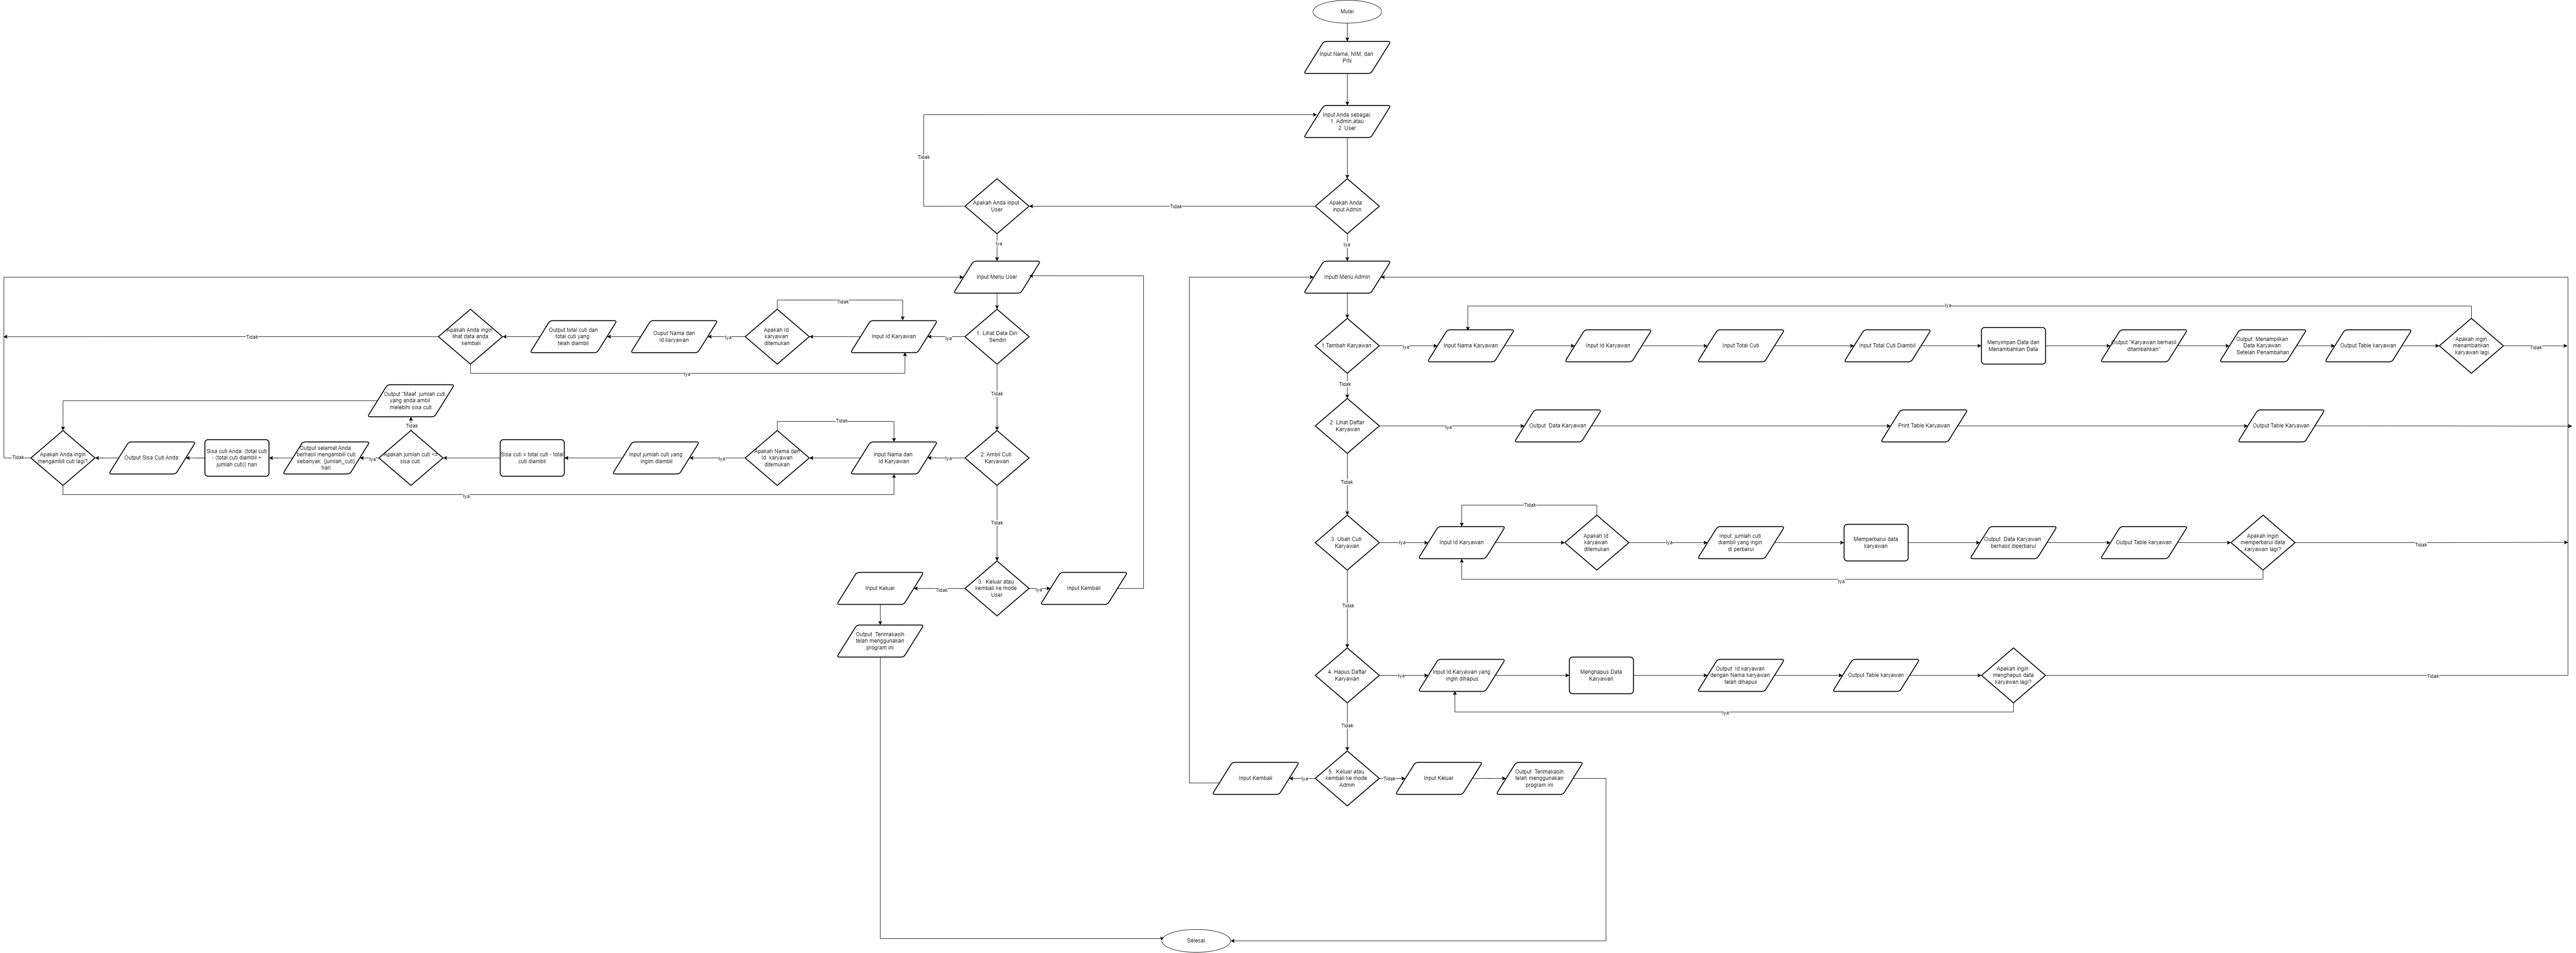 Mulai
Input Nama, NIM, dan
PIN
Input Anda sebagai
1. Admin,atau
2. User
Tidak
Apakah Anda input
User
Tidak
Apakah Anda
input Admin
Iya
Iya
Input Menu User
Inputt Menu Admin
Tidak
Apakah Anda ingin
lihat data anda
kembali
Output total cuti dan
total cuti yang
telah diambil
Ouput Nama dan
Id karyawan
Iya
Apakah Id
karyawan
ditemukan
Tidak
Input Id Karyawan
Iya
1. Lihat Data Diri
Sendiri
Iya
Tidak
1.Tambah Karyawan
Iya
Input Nama Karyawan
Input Id Karyawan
Input Total Cuti
Input Total Cuti Diambil
Menyimpan Data dan
Menambahkan Data
Output "Karyawan berhasil
ditambahkan"
Output Menampilkan
Data Karyawan
Setelah Penambahan
Output Table karyawan
Apakah ingin
menambahkan
karyawan lagi
Iya
Tidak
Tidak
Output "Maaf jumlah cuti
yang anda ambil
melebihi sisa cuti
Tidak
Tidak
Apakah Anda ingin
mengambil cuti lagi?
Output Sisa Cuti Anda:
Sisa cuti Anda: {total cuti
- (total cuti diambil +
jumlah cuti)} hari
Output selamat Anda
berhasil mengambil cuti
sebanyak {jumlah_cuti}
hari
Iya
Apakah jumlah cuti <=
sisa cuti
Sisa cuti = total cuti - total
cuti diambil
Input jumlah cuti yang
ingim diambil
Iya
Apakah Nama dan
Id karyawan
ditemukan
Tidak
Input Nama dan
Id Karyawan
Iya
2. Ambil Cuti
Karyawan
Iya
Tidak
2. Lihat Daftar
Karyawan
Iya
Output Data Karyawan
Print Table Karyawan
Output Table Karyawan
Tidak
3. Ubah Cuti
Karyawan
Iya
Input Id Karyawan
Tidak
Apakah Id
karyawan
ditemukan
Iya
Input jumlah cuti
diambil yang ingin
di perbarui
Memperbarui data
karyawan
Output Data Karyawan
berhasil diperbarui
Output Table karyawan
Apakah ingin
memperbarui data
karyawan lagi?
Tidak
Iya
Tidak
Input Keluar
Tidak
3. Keluar atau
kembali ke mode
User
Iya
Input Kembali
Output Terimakasih
telah menggunakan
program ini
4. Hapus Daftar
Karyawan
Iya
Input Id Karyawan yang
ingin dihapus
Menghapus Data
Karyawan
Output Id karyawan
dengan Nama karyawan
telah dihapus
Output Table karyawan
Apakah ingin
menghapus data
karyawan lagi?
Tidak
Iya
Tidak
Input Kembali
Iya
5. Keluar atau
kembali ke mode
Admin
Tidak
Input Keluar
Output Terimakasih
telah menggunakan
program ini
Selesai